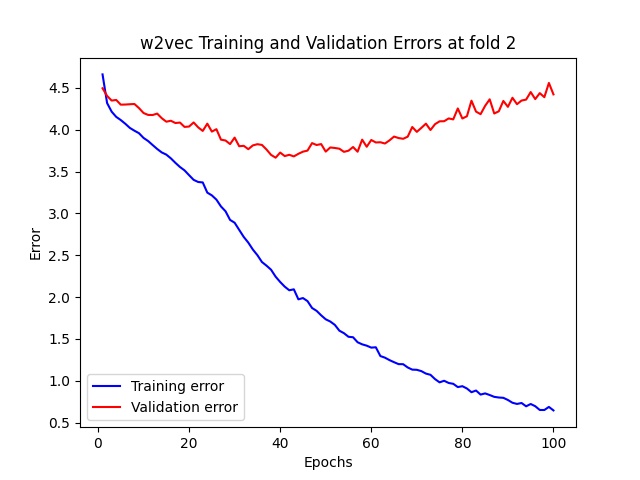 w2vec Training and Validation Errors at fold 2
Error
4.5
4.0
3.5
3.0
2.5
2.0
1.5
1.0
0.5
Training error
Validation error
0 20 40 60 80 100
Epochs